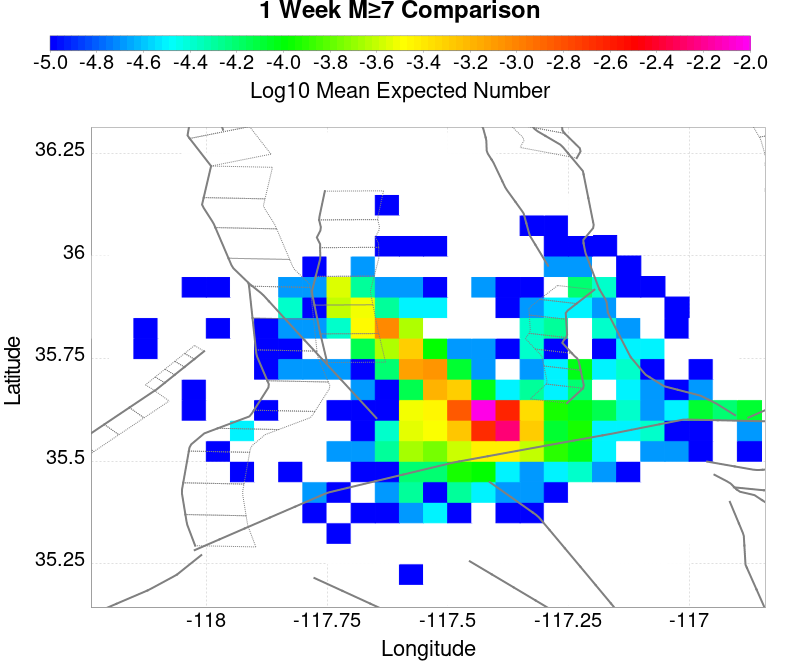 1 Week M≥7 Comparison
-5.0 -4.8 -4.6 -4.4 -4.2 -4.0 -3.8 -3.6 -3.4 -3.2 -3.0 -2.8 -2.6 -2.4 -2.2 -2.0
Log10 Mean Expected Number
36.25
36
35.75
35.5
35.25
Latitude
-118 -117.75 -117.5 -117.25 -117
Longitude